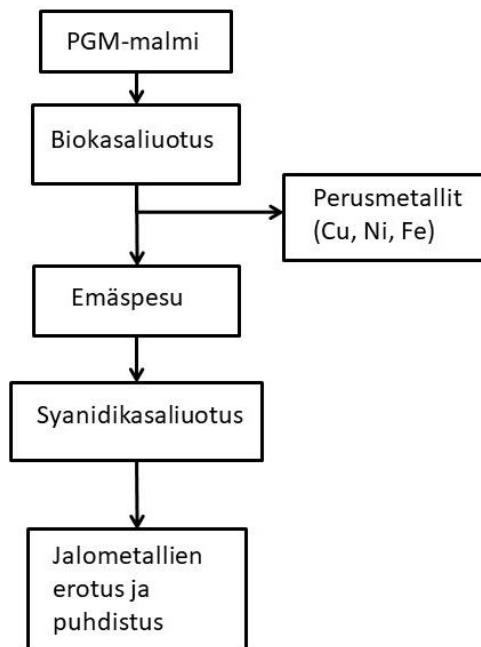 PGM-malmi
Biokasaliuotus
Perusmetallit
(Cu, Ni, Fe)
Emäspesu
Syanidikasaliuotus
Jalometallien
erotus ja
puhdistus